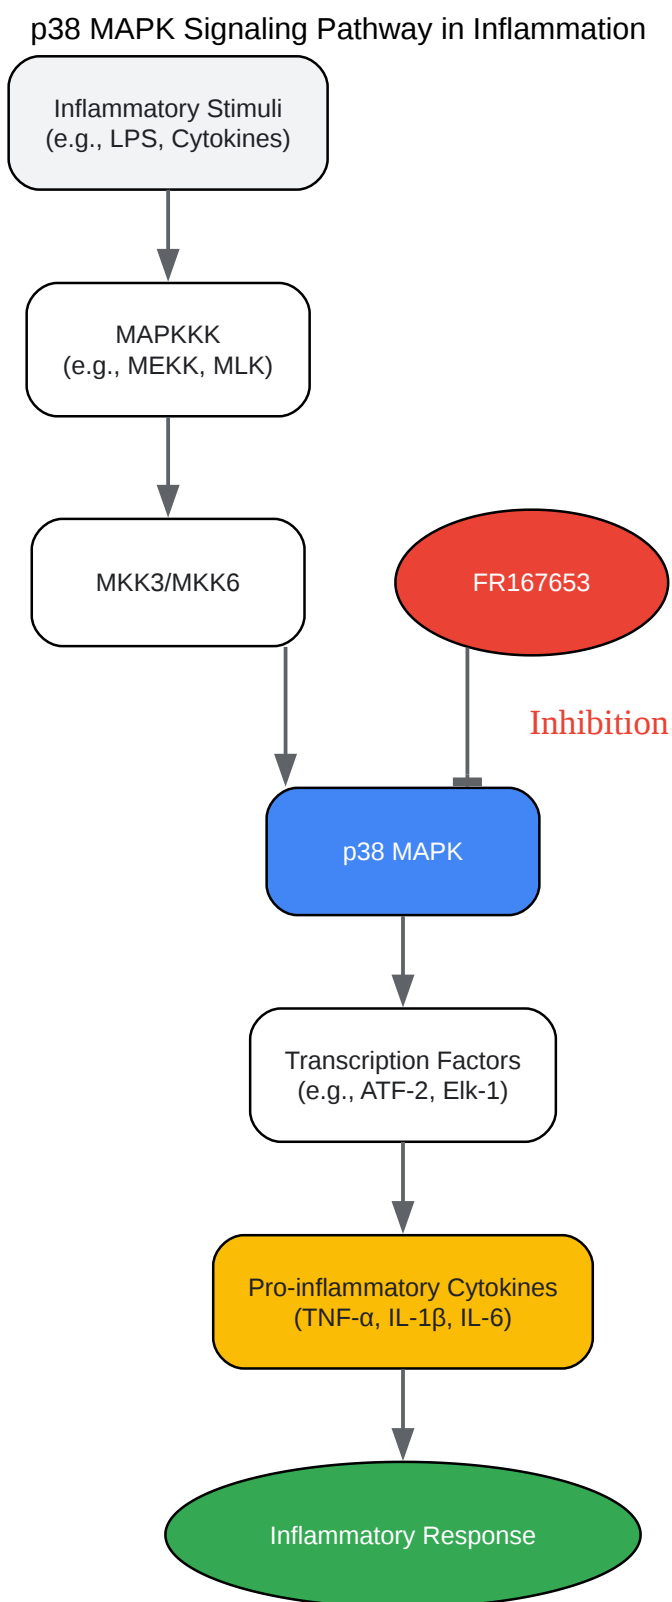 p38 MAPK Signaling Pathway in Inflammation
Inflammatory Stimuli
(e.g., LPS, Cytokines)
MAPKKK
(e.g., MEKK, MLK)
MKK3/MKK6
FR167653
Inhibition
p38 MAPK
Transcription Factors
(e.g., ATF-2, Elk-1)
Pro-inflammatory Cytokines
(TNF-α, IL-1β, IL-6)
Inflammatory Response